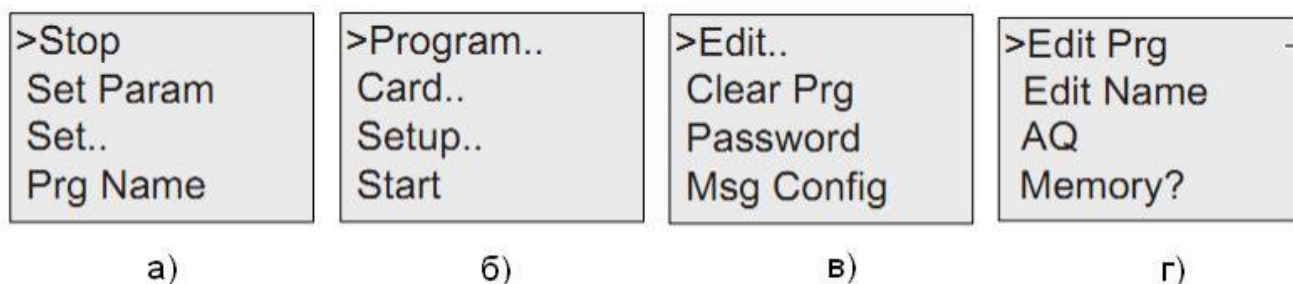 >Stop
Set Param
Set..
Prg Name
>Program..
Card..
Setup..
Start
>Edit..
Clear Prg
Password
Msg Config
>Edit Prg
Edit Name
AQ
Memory?
а)
б)
в)
г)